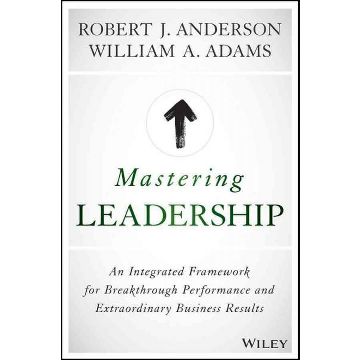 ROBERT J. ANDERSON
WILLIAM A. ADAMS
Mastering
LEADERSHIP
An Integrated Framework
for Breakthrough Performance and
Extraordinary Business Results
WILEY